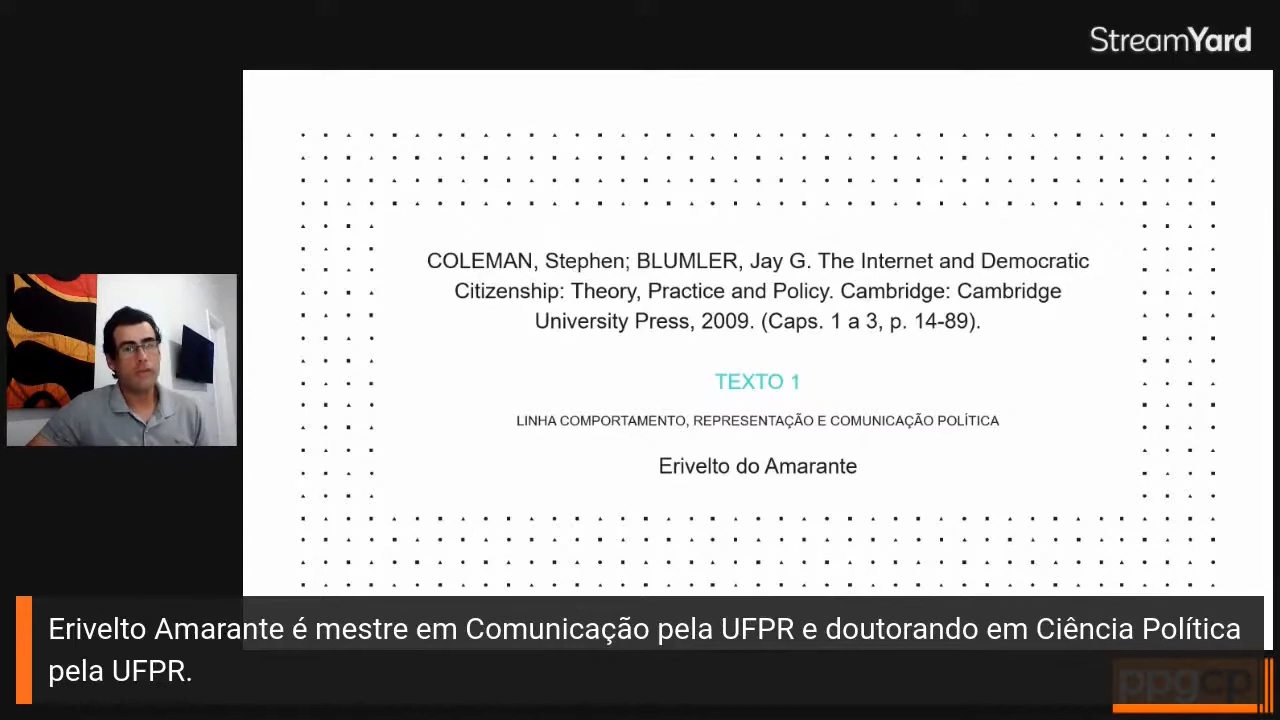 StreamYard
COLEMAN, Stephen; BLUMLER, Jay G. The Internet and Democratic
Citizenship: Theory, Practice and Policy. Cambridge: Cambridge
University Press, 2009. (Caps. 1 a 3, p. 14-89).
TEXTO 1
LINHA COMPORTAMENTO, REPRESENTAÇÃO E COMUNICAÇÃO POLÍTICA
Erivelto do Amarante
Erivelto Amarante é mestre em Comunicação pela UFPR e doutorando em Ciência Política
pela UFPR.
ppgcp